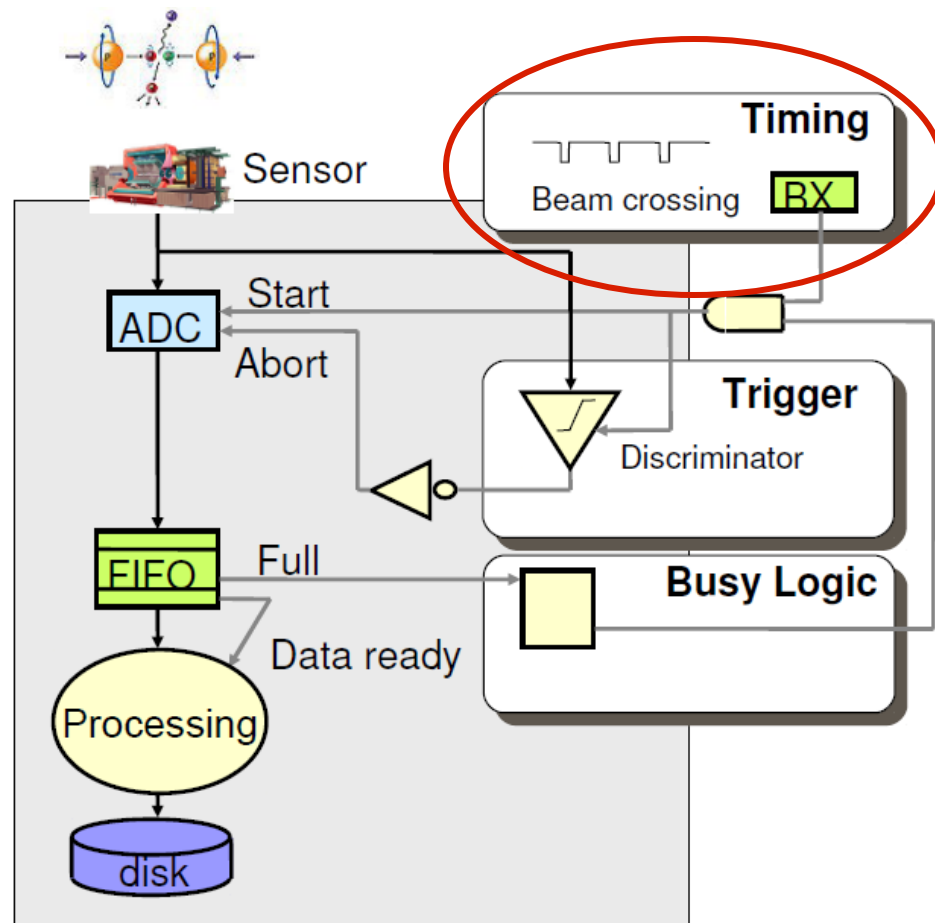 p
p
Timing
Sensor
Beam crossing
BX
Start
ADC
Abort
Trigger
Discriminator
FIFO
Full
Busy Logic
Data ready
Processing
disk